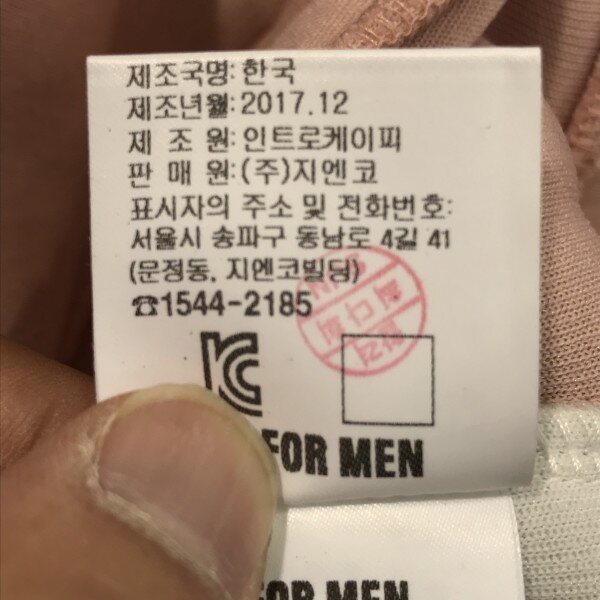 제조국명: 한국
제조년월: 2017.12
제 조 원: 인트로케이피
판 매 원: (주)지엔코
표시자의 주소 및 전화번호:
서울시 송파구 동남로 4길 41
(문정동, 지엔코빌딩)
☎1544-2185
FOR MEN
FOR MEN